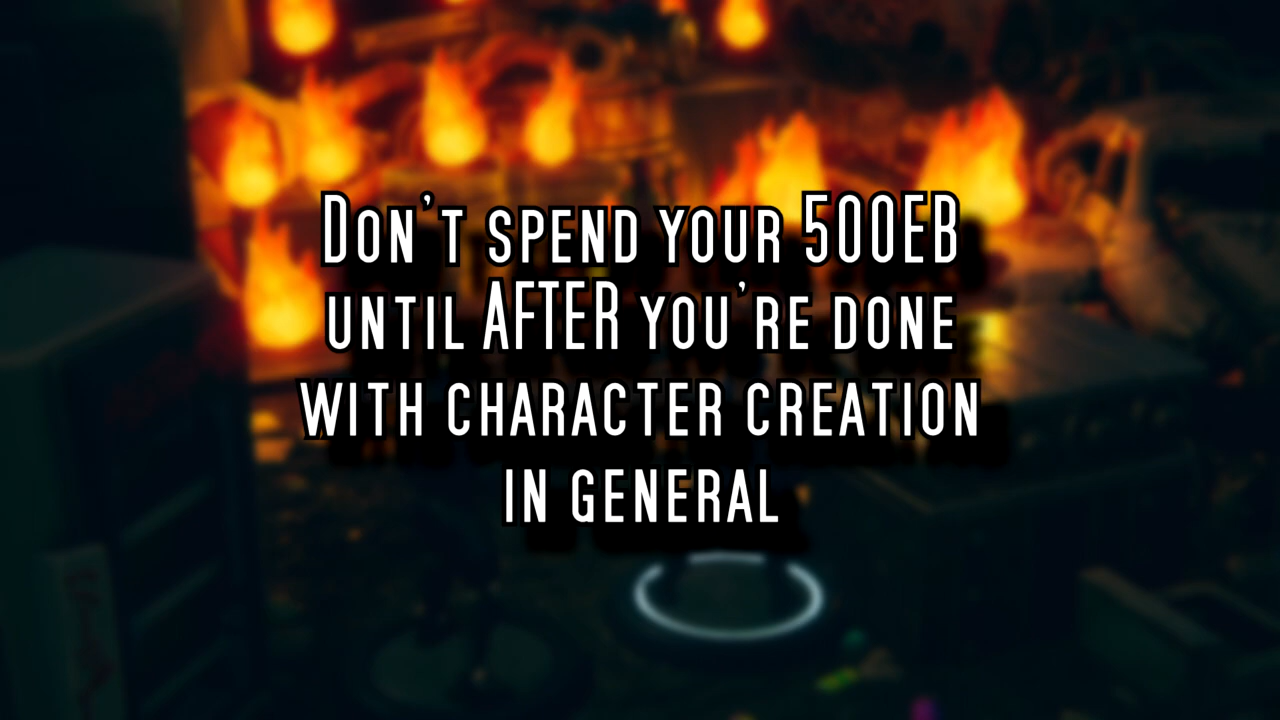 Don't spend your 500EB
until AFTER you're done
with character creation
in general